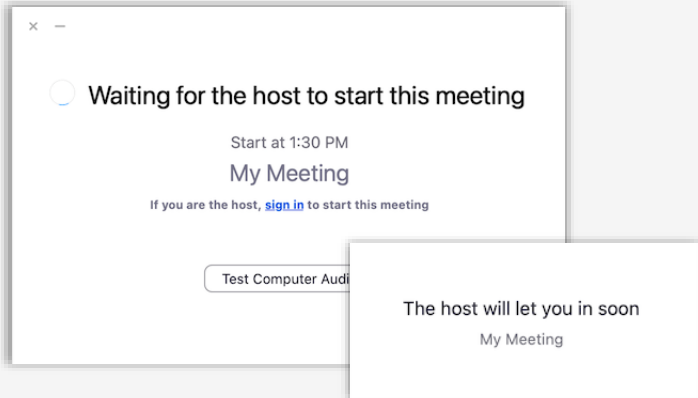 Waiting for the host to start this meeting
Start at 1:30 PM
My Meeting
If you are the host, sign in to start this meeting
Test Computer Audi
The host will let you in soon
My Meeting